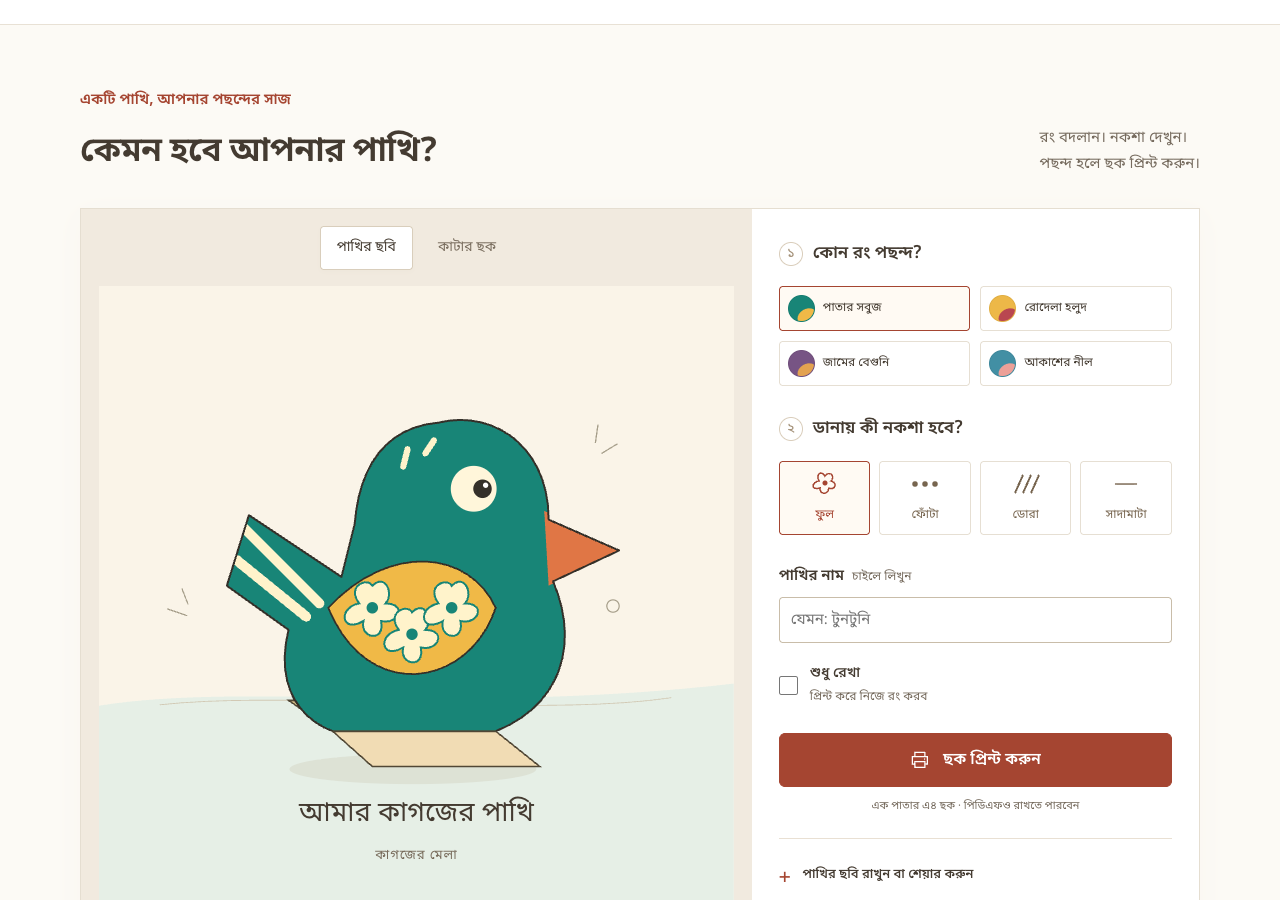 একটি পাখি, আপনার পছন্দের সাজ
কেমন হবে আপনার পাখি?
রং বদলান। নকশা দেখুন।
পছন্দ হলে ছক প্রিন্ট করুন।
পাখির ছবি
কাটার ছক
আমার কাগজের পাখি
কাগজের মেলা
১ কোন রং পছন্দ?
পাতার সবুজ
রোদেলা হলুদ
জামের বেগুনি
আকাশের নীল
২ ডানায় কী নকশা হবে?
ফুল
ফোঁটা
ডোরা
সাদামাটা
পাখির নাম চাইলে লিখুন
যেমন: টুনটুনি
শুধু রেখা
প্রিন্ট করে নিজে রং করব
ছক প্রিন্ট করুন
এক পাতার এ৪ ছক · পিডিএফও রাখতে পারবেন
+ পাখির ছবি রাখুন বা শেয়ার করুন